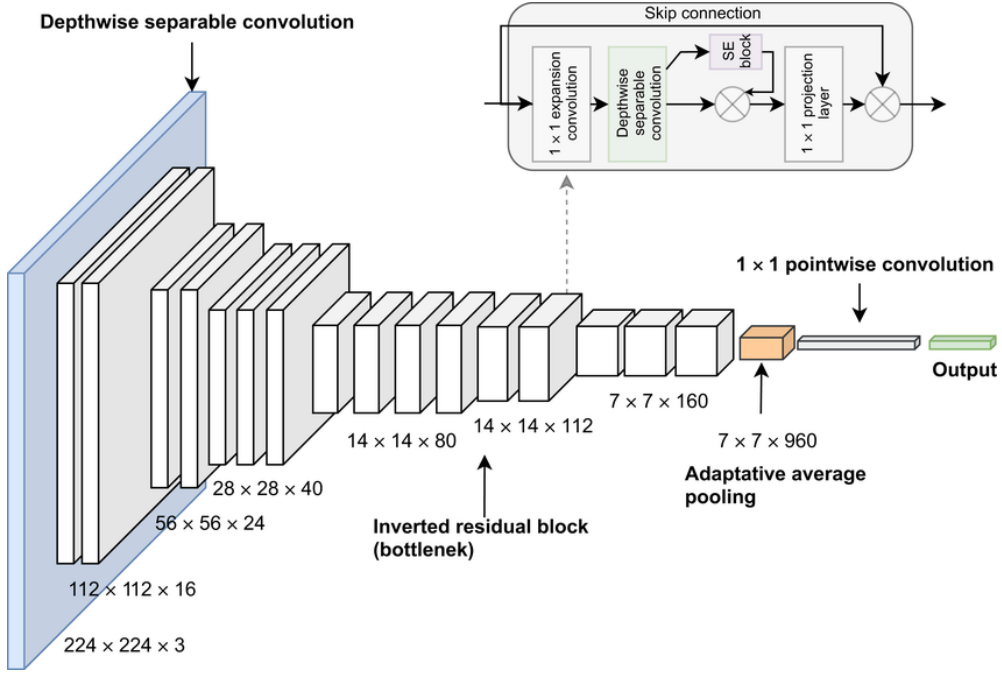 Depthwise separable convolution
Skip connection
1 × 1 expansion
convolution
Depthwise
separable
convolution
SE
block
1 × 1 projection
layer
1 × 1 pointwise convolution
Output
7 × 7 × 160
14 × 14 × 112
14 × 14 × 80
7 × 7 × 960
Adaptative average
pooling
28 × 28 × 40
56 × 56 × 24
Inverted residual block
(bottlenek)
112 × 112 × 16
224 × 224 × 3